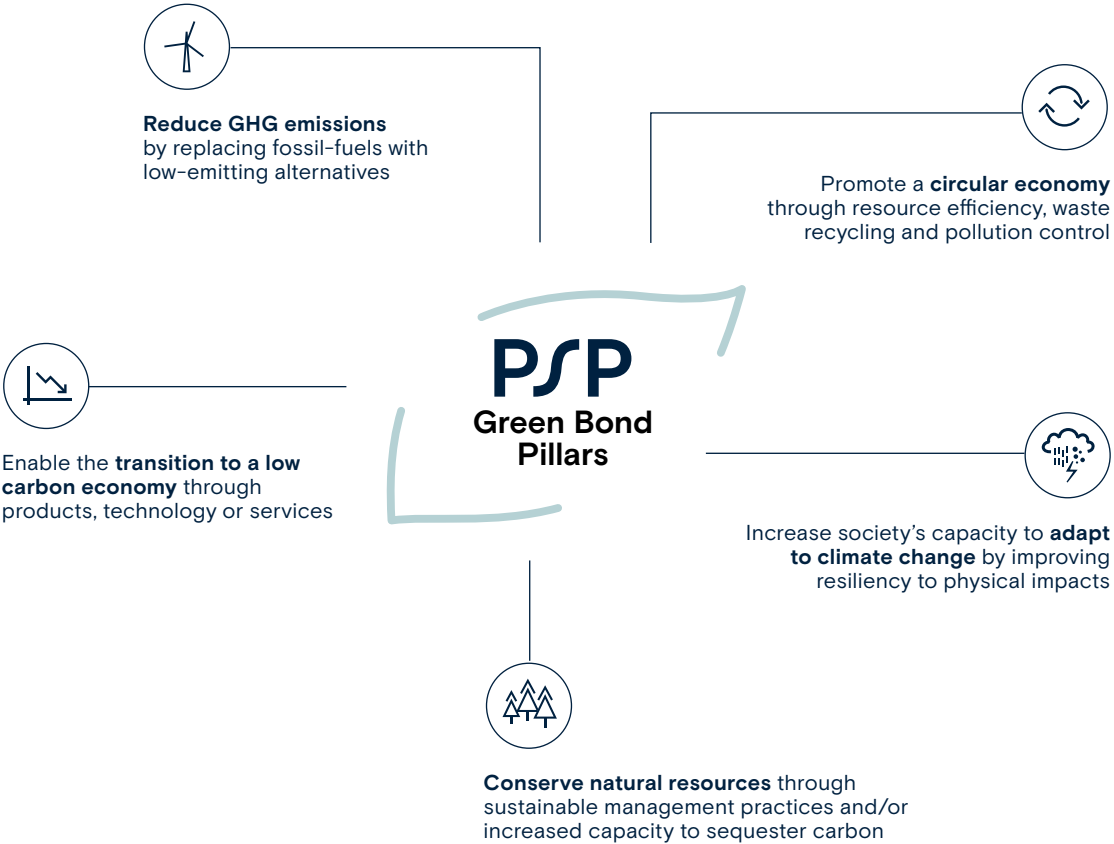 Reduce GHG emissions
by replacing fossil-fuels with
low-emitting alternatives
Promote a circular economy
through resource efficiency, waste
recycling and pollution control
PSP
Green Bond
Pillars
Enable the transition to a low
carbon economy through
products, technology or services
Increase society’s capacity to adapt
to climate change by improving
resiliency to physical impacts
Conserve natural resources through
sustainable management practices and/or
increased capacity to sequester carbon